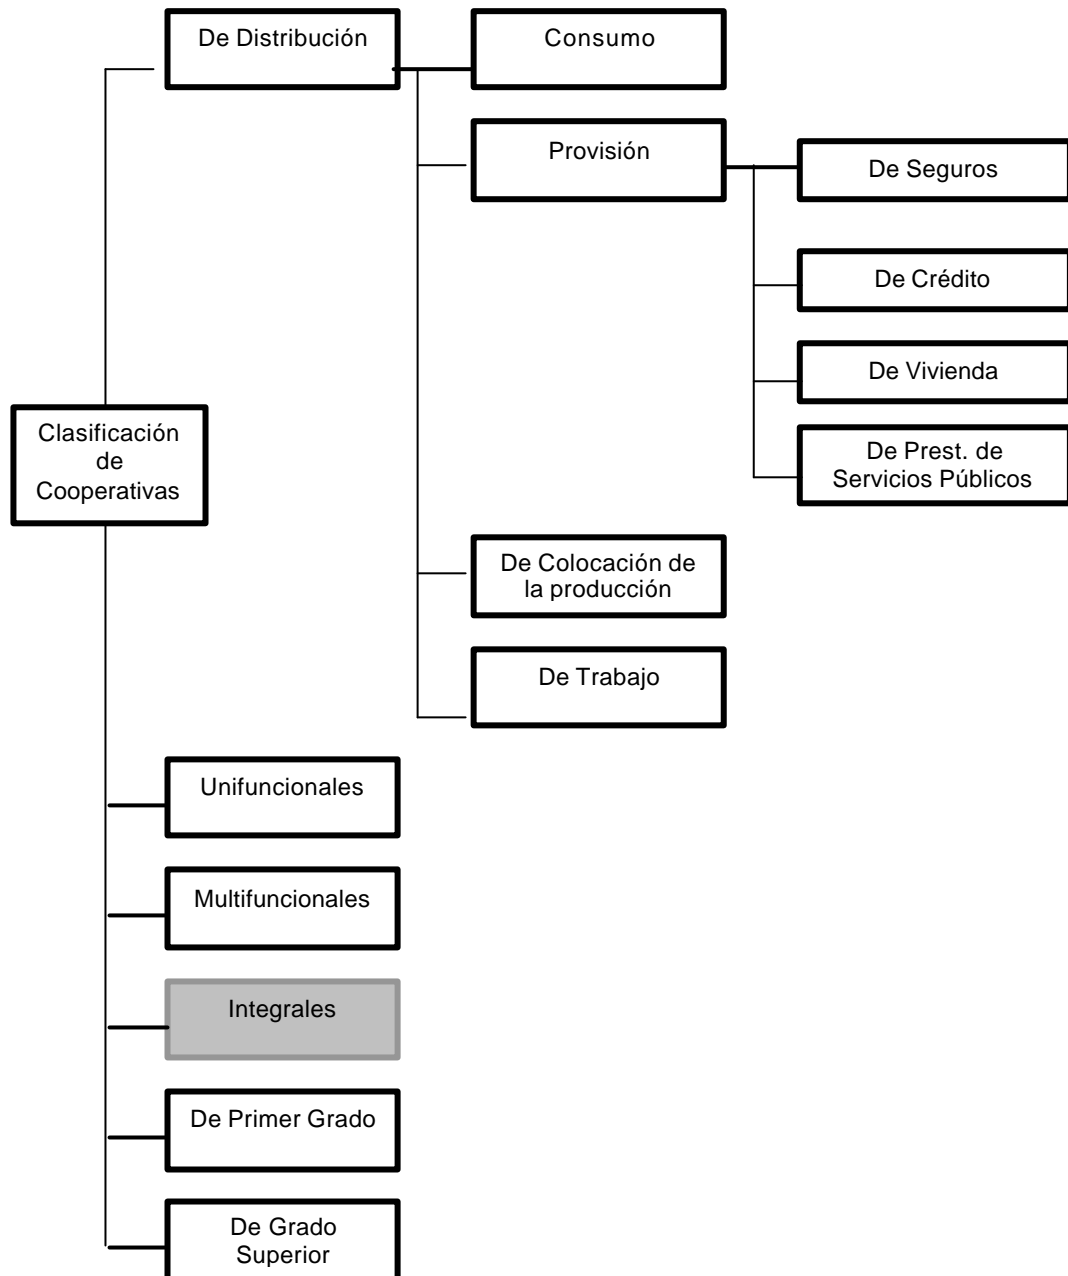 De Distribución
Consumo
Provisión
De Seguros
De Crédito
De Vivienda
De Prest. de
Servicios Públicos
Clasificación
de
Cooperativas
De Colocación de
la producción
De Trabajo
Unifuncionales
Multifuncionales
Integrales
De Primer Grado
De Grado
Superior